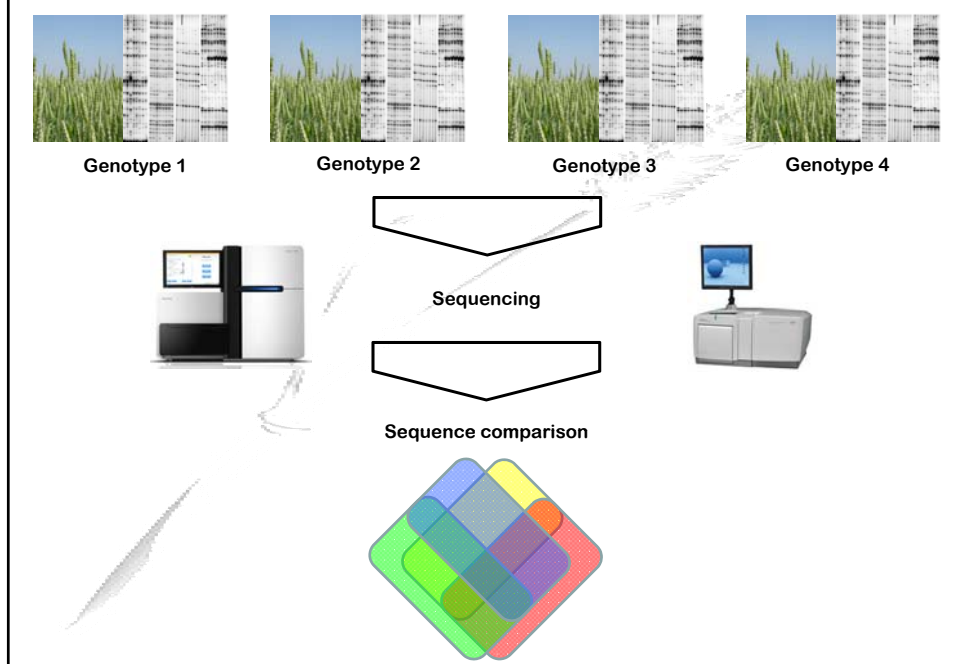 Genotype 1
Genotype 2
Genotype 3
Genotype 4
Sequencing
Sequence comparison